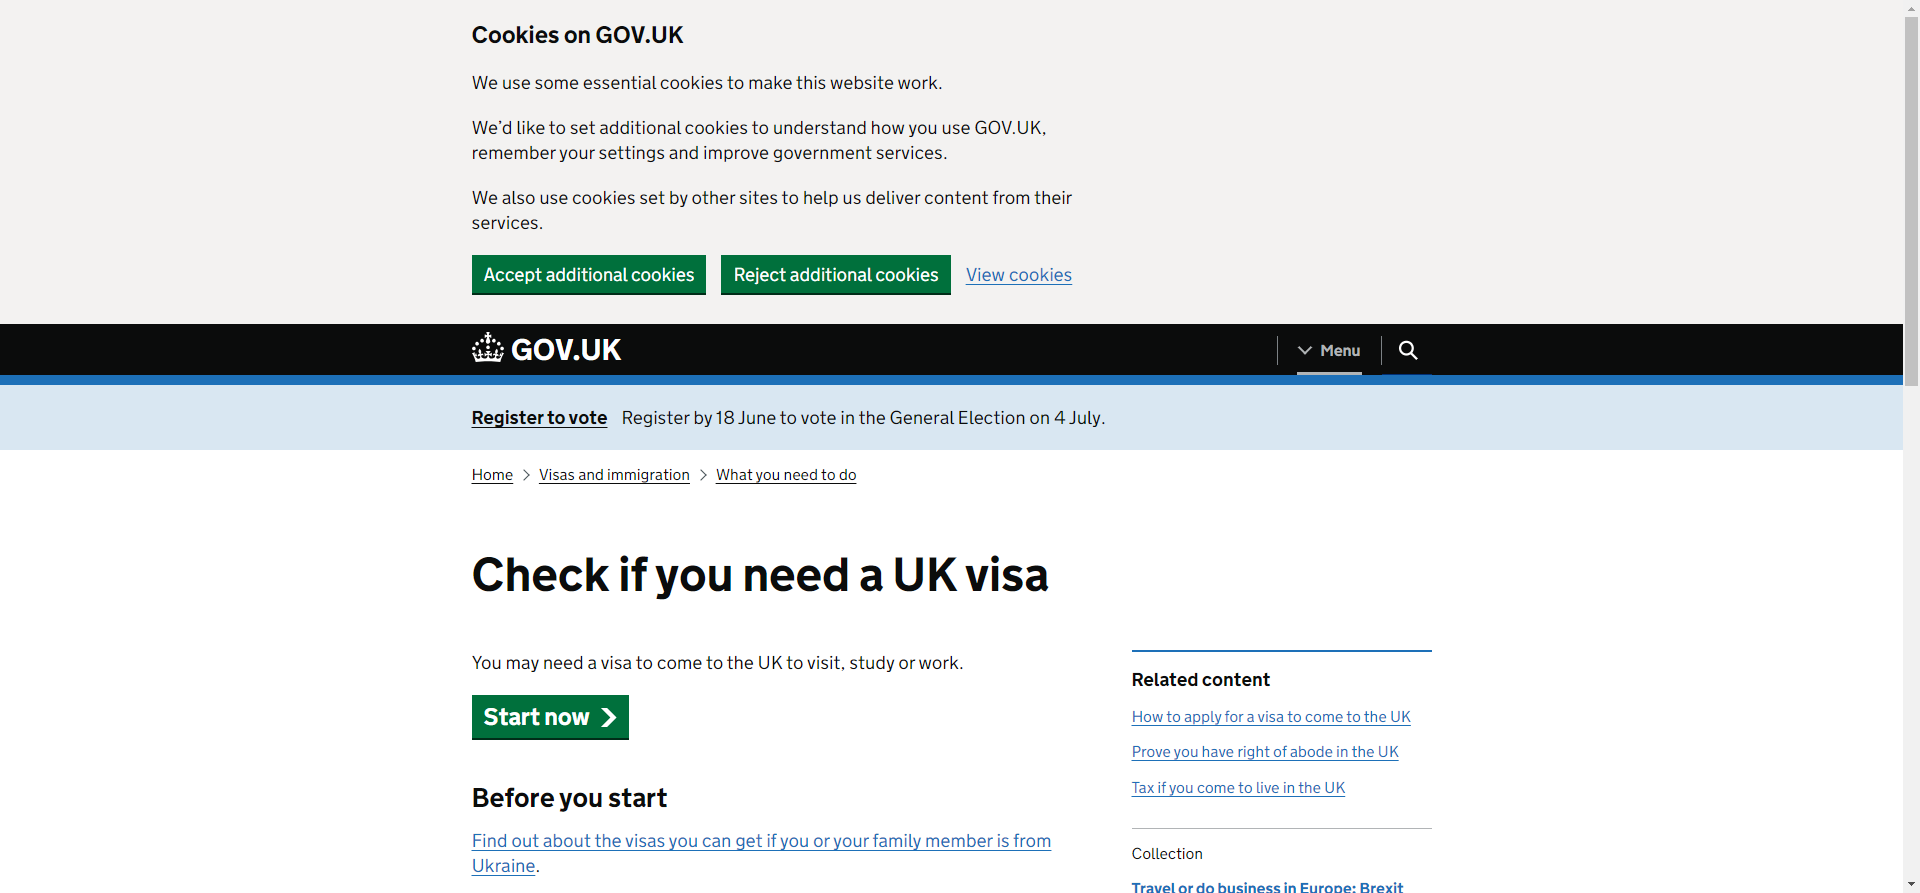 Cookies on GOV.UK
We use some essential cookies to make this website work.
We’d like to set additional cookies to understand how you use GOV.UK,
remember your settings and improve government services.
We also use cookies set by other sites to help us deliver content from their
services.
Accept additional cookies
Reject additional cookies
View cookies
GOV.UK
Menu
Register to vote Register by 18 June to vote in the General Election on 4 July.
Home > Visas and immigration > What you need to do
Check if you need a UK visa
You may need a visa to come to the UK to visit, study or work.
Start now
Before you start
Find out about the visas you can get if you or your family member is from
Ukraine.
Related content
How to apply for a visa to come to the UK
Prove you have right of abode in the UK
Tax if you come to live in the UK
Collection
Travel or do business in Europe: Brexit